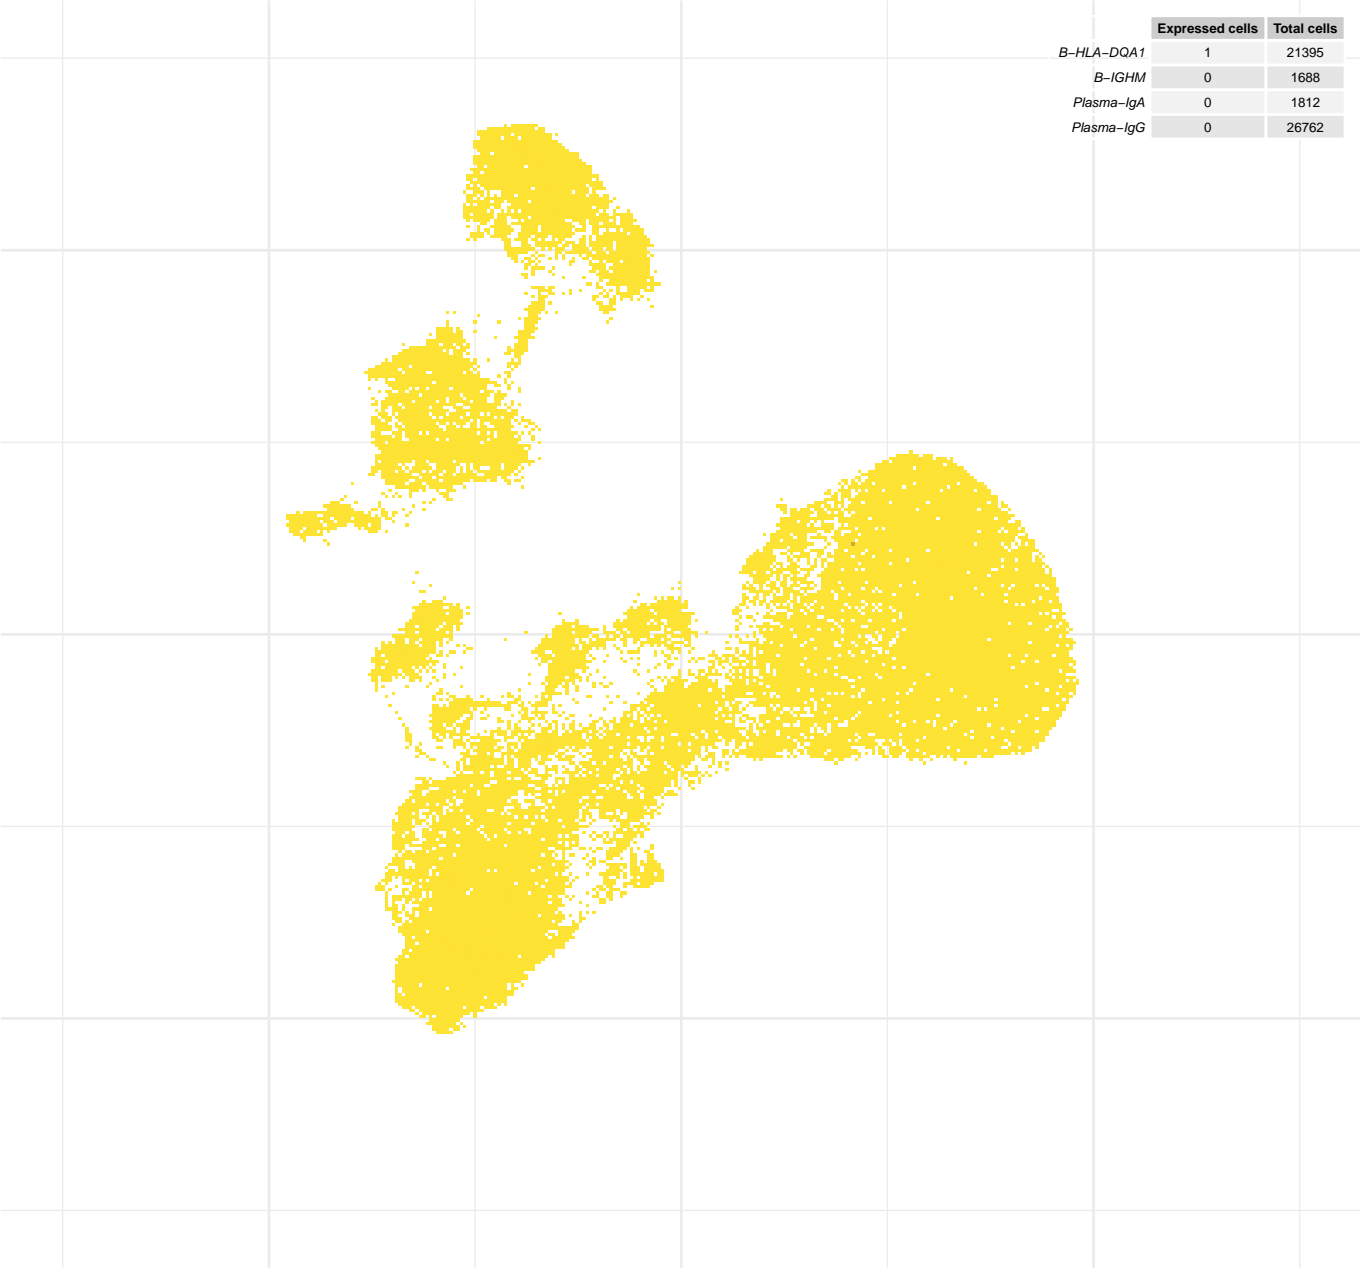 Expressed cells Total cells
B−HLA−DQA1 1 21395
B−IGHM 0 1688
Plasma−IgA 0 1812
Plasma−IgG 0 26762